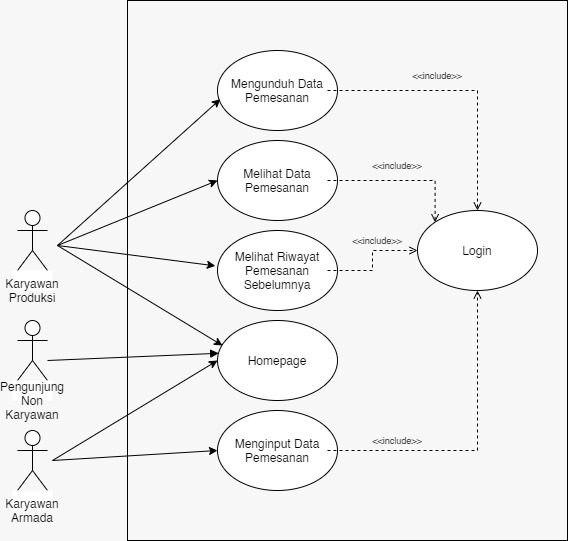 Mengunduh Data
Pemesanan
<<include>>
Melihat Data
Pemesanan
<<include>>
Karyawan
Produksi
Melihat Riwayat
Pemesanan
Sebelumnya
<<include>>
Login
Homepage
Pengunjung
Non
Karyawan
Menginput Data
Pemesanan
<<include>>
Karyawan
Armada